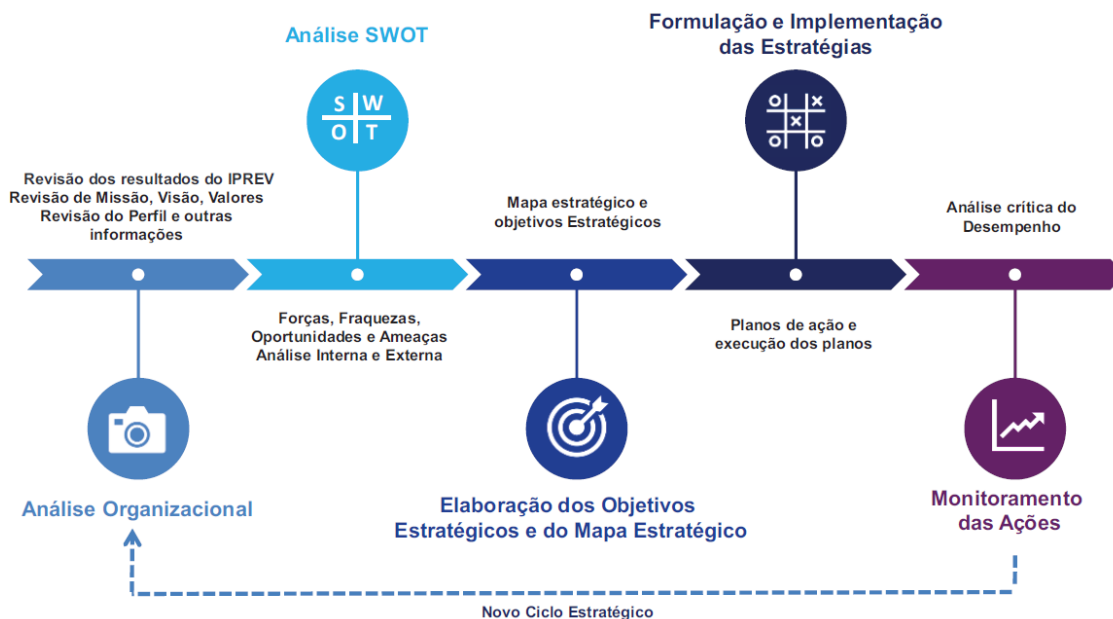 Análise SWOT
Formulação e Implementação
das Estratégias
S W
O T
Revisão dos resultados do IPREV
Revisão de Missão, Visão, Valores
Revisão do Perfil e outras
informações
Mapa estratégico e
objetivos Estratégicos
Análise crítica do
Desempenho
Forças, Fraquezas,
Oportunidades e Ameaças
Análise Interna e Externa
Planos de ação e
execução dos planos
Análise Organizacional
Elaboração dos Objetivos
Estratégicos e do Mapa Estratégico
Monitoramento
das Ações
Novo Ciclo Estratégico